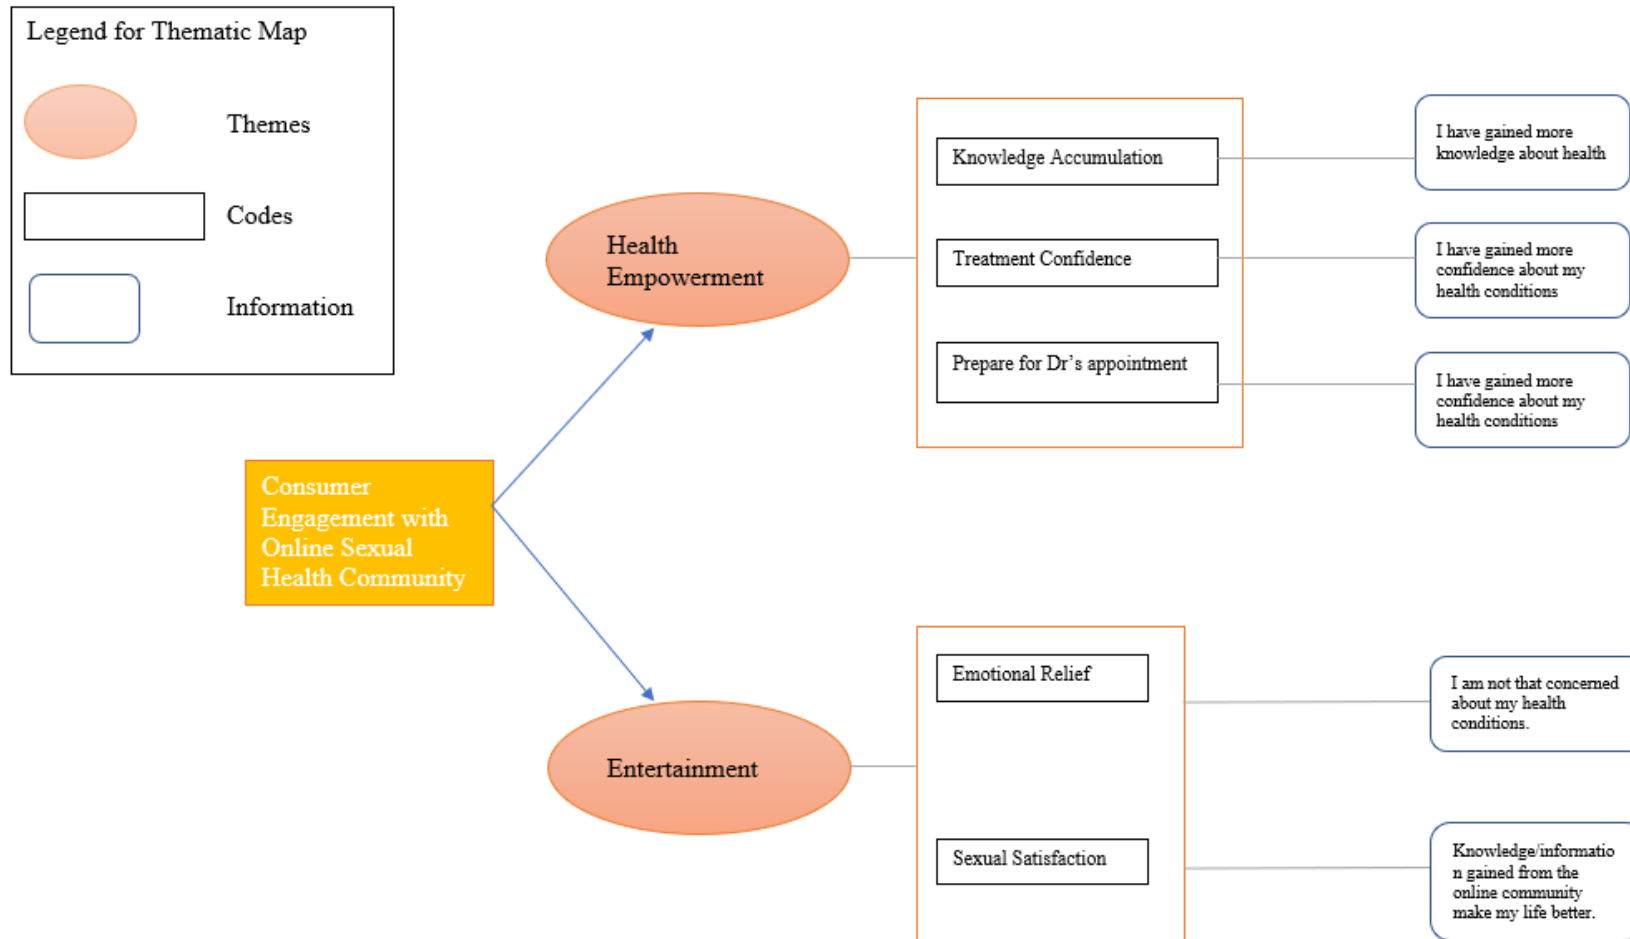 Legend for Thematic Map
Themes
Codes
Information
Consumer
Engagement with
Online Sexual
Health Community
Health
Empowerment
Knowledge Accumulation
Treatment Confidence
Prepare for Dr's appointment
I have gained more
knowledge about health
I have gained more
confidence about my
health conditions
I have gained more
confidence about my
health conditions
Entertainment
Emotional Relief
Sexual Satisfaction
I am not that concerned
about my health
conditions.
Knowledge/informatio
n gained from the
online community
make my life better.